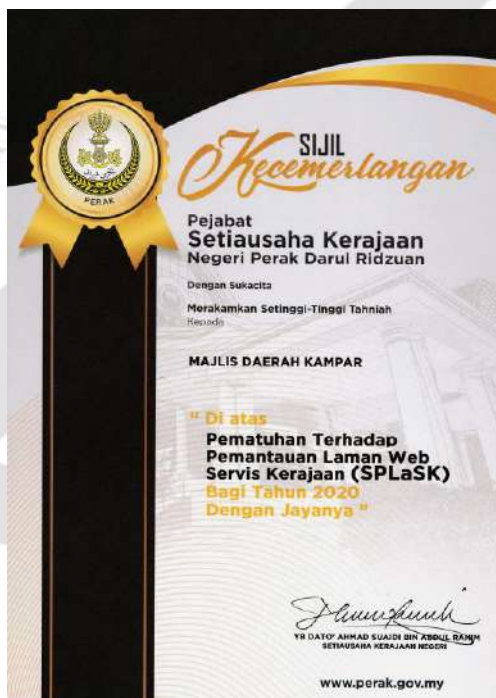 PERAK
SIJIL
Kecemerlangan
Pejabat
Setiausaha Kerajaan
Negeri Perak Darul Ridzuan
Dengan Sukacita
Merakamkan Setinggi-Tinggi Tahniah
Kepada
MAJLIS DAERAH KAMPAR
" Di atas
Pematuhan Terhadap
Pemantauan Laman Web
Servis Kerajaan (SPLaSK)
Bagi Tahun 2020
Dengan Jayanya "
YB DATO' AHMAD SUAIDI BIN ABDUL RAHIM
SETIAUSAHA KERAJAAN NEGERI
www.perak.gov.my